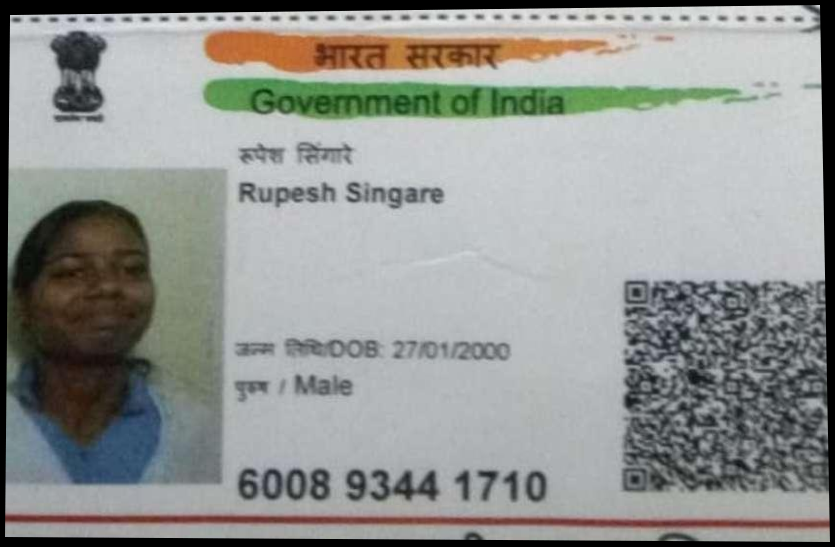 भारत सरकार
Government of India
रुपेश सिंगारे
Rupesh Singare
जन्म तिथि/DOB: 27/01/2000
पुरुष / Male
6008 9344 1710